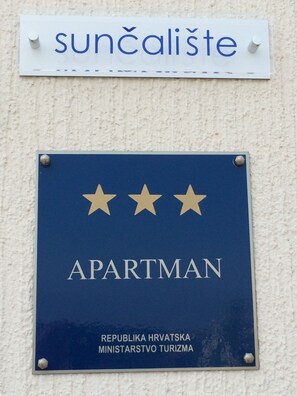 sunčalište
APARTMAN
REPUBLIKA HRVATSKA
MINISTARSTVO TURIZMA